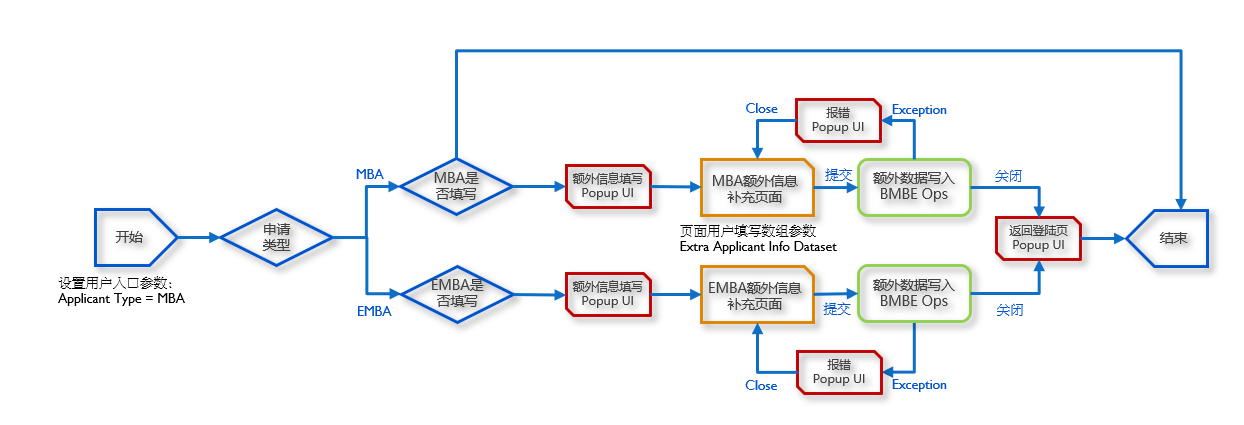 开始
设置用户入口参数：
Applicant Type = MBA
申请
类型
MBA
EMBA
MBA是
否填写
额外信息填写
Popup UI
MBA额外信息
补充页面
页面用户填写数组参数
Extra Applicant Info Dataset
Close
报错
Popup UI
Exception
提交
额外数据写入
BMBE Ops
关闭
返回登陆页
Popup UI
结束
EMBA是
否填写
额外信息填写
Popup UI
EMBA额外信息
补充页面
提交
额外数据写入
BMBE Ops
关闭
Close
报错
Popup UI
Exception